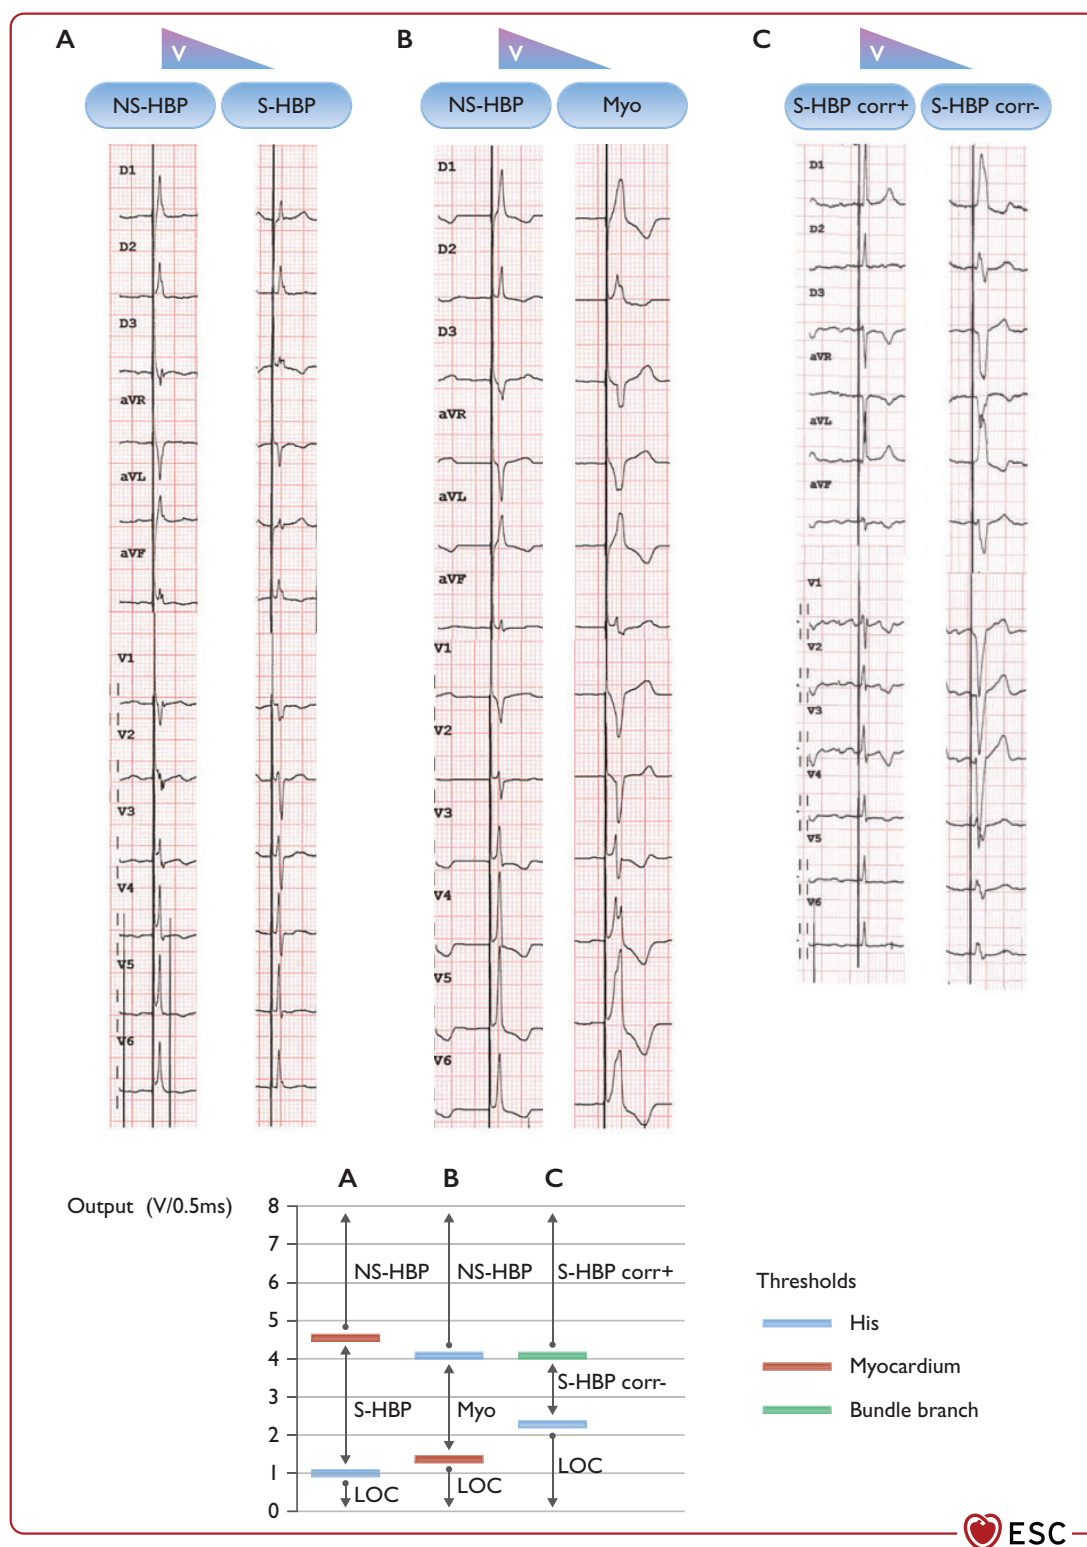 A
B
C
V
V
V
NS-HBP
S-HBP
NS-HBP
Myo
S-HBP corr+
S-HBP corr-
D1
D2
D3
aVR
aVL
aVF
V1
V2
V3
V4
V5
V6
D1
D2
D3
aVR
aVL
aVF
V1
V2
V3
V4
V5
V6
D1
D2
D3
aVR
aVL
aVF
V1
V2
V3
V4
V5
V6
A
B
C
Output (V/0.5ms)
8
7
6
5
4
3
2
1
0
NS-HBP
NS-HBP
S-HBP corr+
S-HBP corr-
S-HBP
Myo
LOC
LOC
LOC
Thresholds
His
Myocardium
Bundle branch
ESC